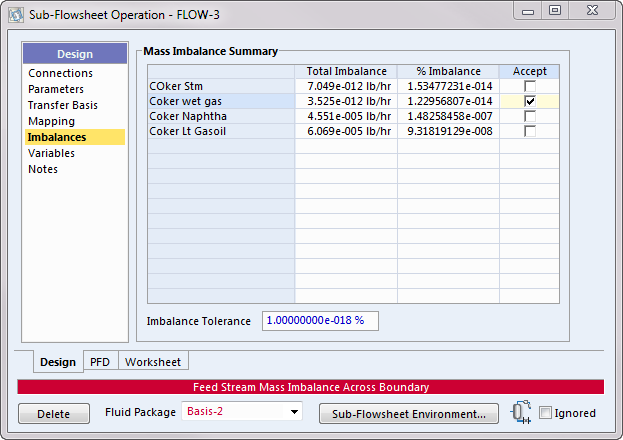 Sub-Flowsheet Operation - FLOW-3
Design
Connections
Parameters
Transfer Basis
Mapping
Imbalances
Variables
Notes
Mass Imbalance Summary
Total Imbalance % Imbalance Accept
COker Stm 7.049e-012 lb/hr 1.53477231e-014
Coker wet gas 3.525e-012 lb/hr 1.22956807e-014
Coker Naphtha 4.551e-005 lb/hr 1.48258458e-007
Coker Lt Gasoil 6.069e-005 lb/hr 9.31819129e-008
Imbalance Tolerance 1.00000000e-018 %
Design PFD Worksheet
Feed Stream Mass Imbalance Across Boundary
Delete Fluid Package Basis-2 Sub-Flowsheet Environment... Ignored